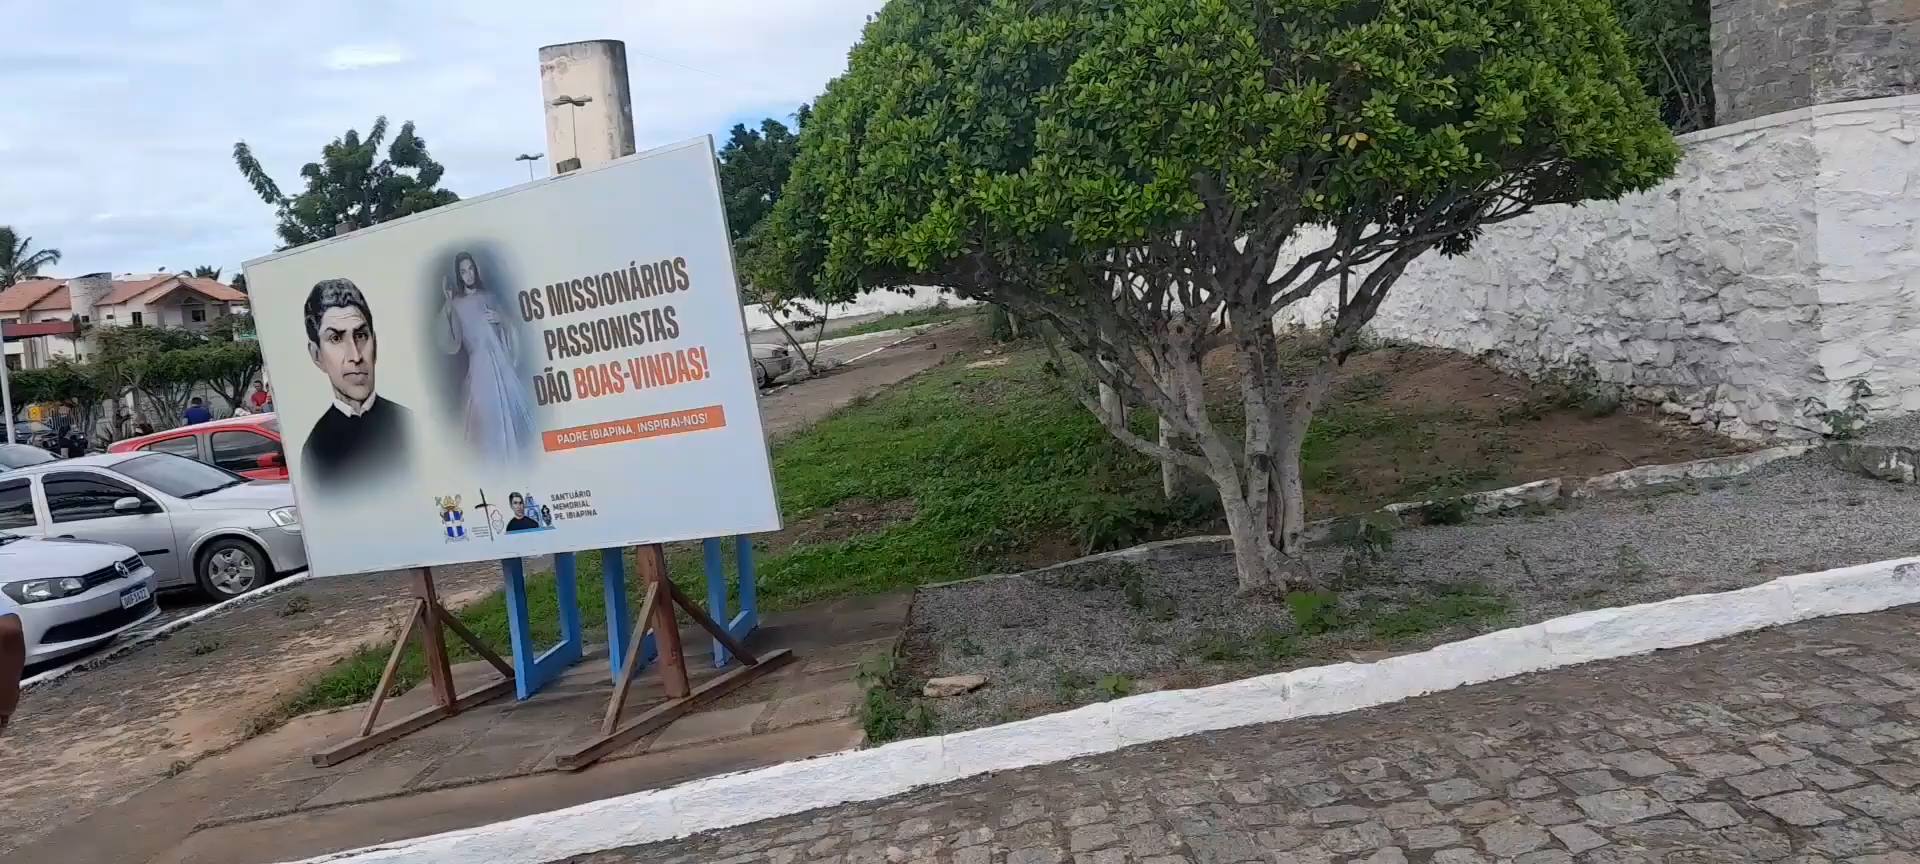 OS MISSIONÁRIOS
PASSIONISTAS
DÃO BOAS-VINDAS!
PADRE IBIAPINA, INSPIRAI-NOS!
SANTUÁRIO
MEMORIAL
PE. IBIAPINA